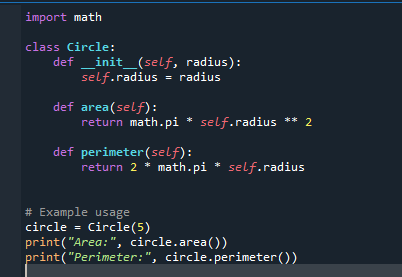 import math
class Circle:
def __init__(self, radius):
self.radius = radius
def area(self):
return math.pi * self.radius ** 2
def perimeter(self):
return 2 * math.pi * self.radius
# Example usage
circle = Circle(5)
print("Area:", circle.area())
print("Perimeter:", circle.perimeter())